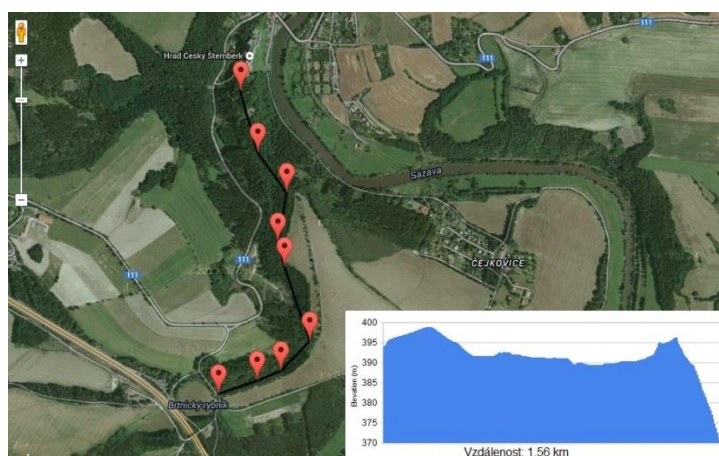 Hrad Český Šternberk
111
111
Sázava
ČEJKOVICE
111
111
Brtnický rybník
400
395
390
385
380
375
370
Elevation (m)
Vzdálenost: 1,56 km